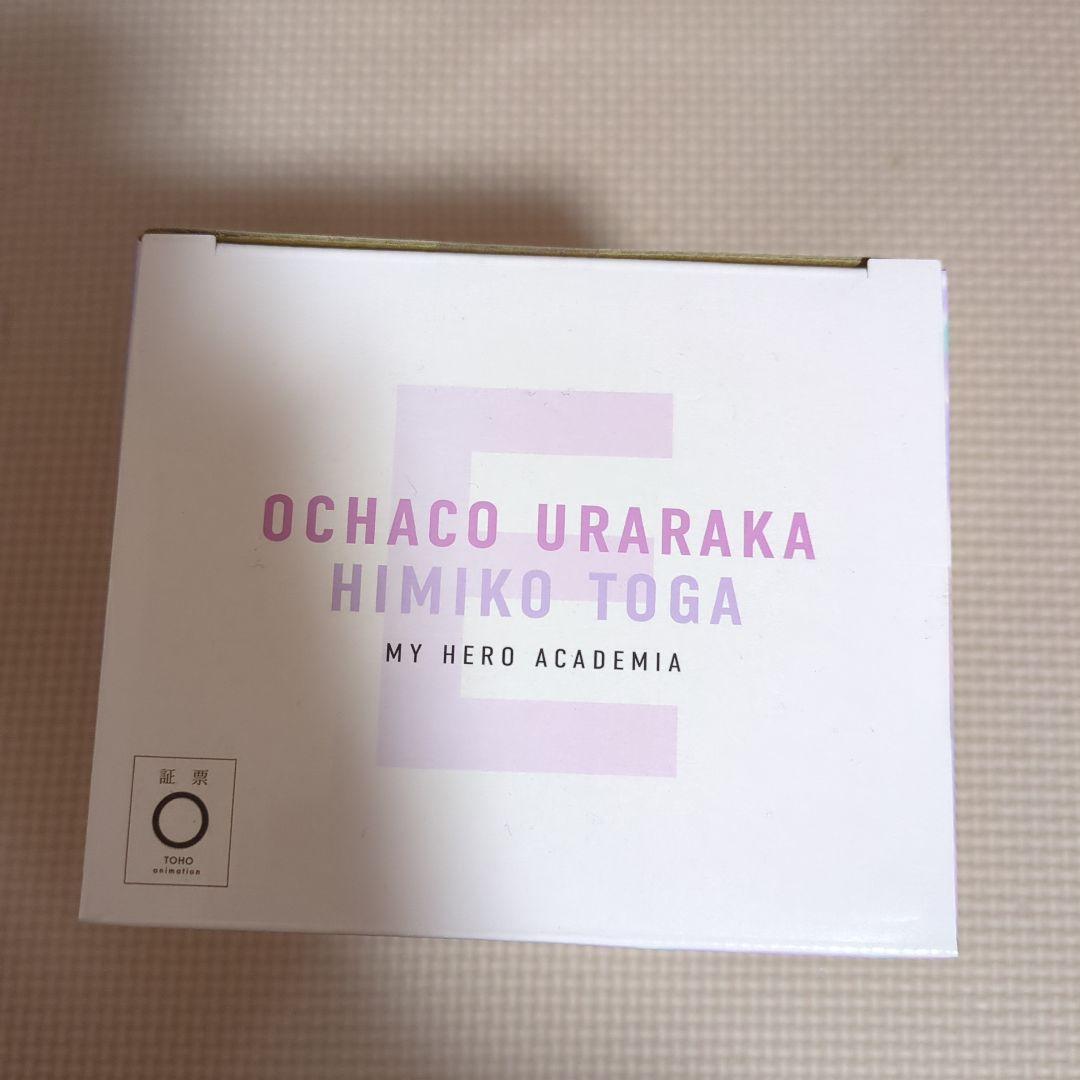 E
OCHACO URARAKA
HIMIKO TOGA
MY HERO ACADEMIA
証票
TOHO
animation